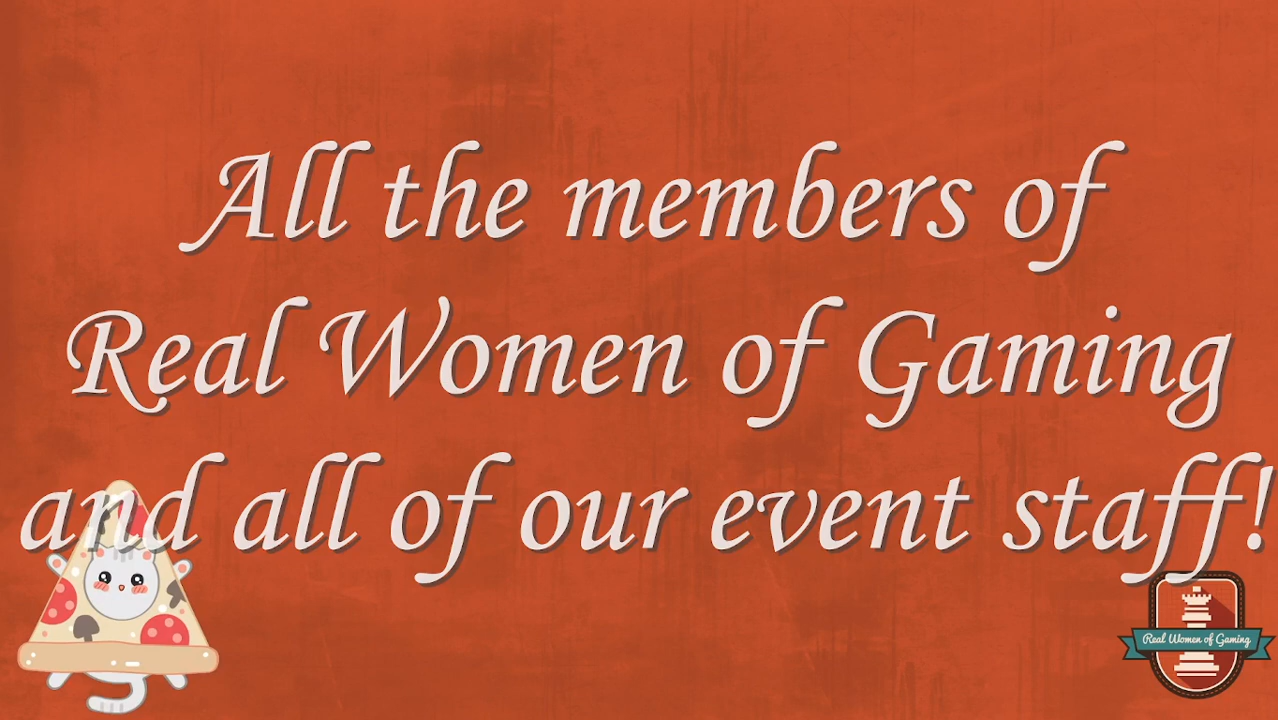 All the members of
Real Women of Gaming
and all of our event staff!
Real Women of Gaming